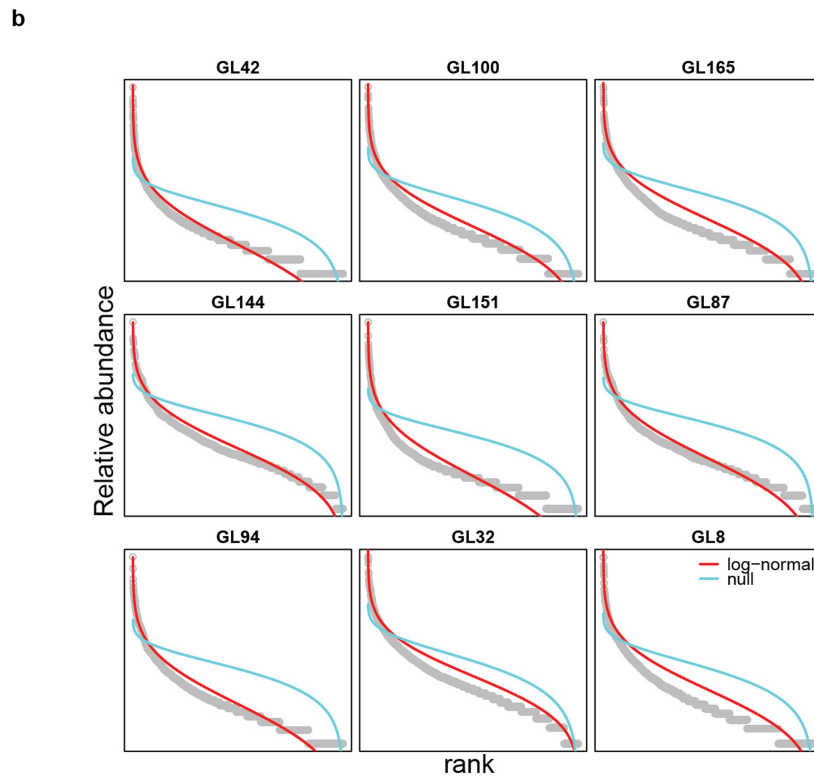 b
GL42 GL100 GL165
GL144 GL151 GL87
GL94 GL32 GL8
log−normal
null
Relative abundance
rank